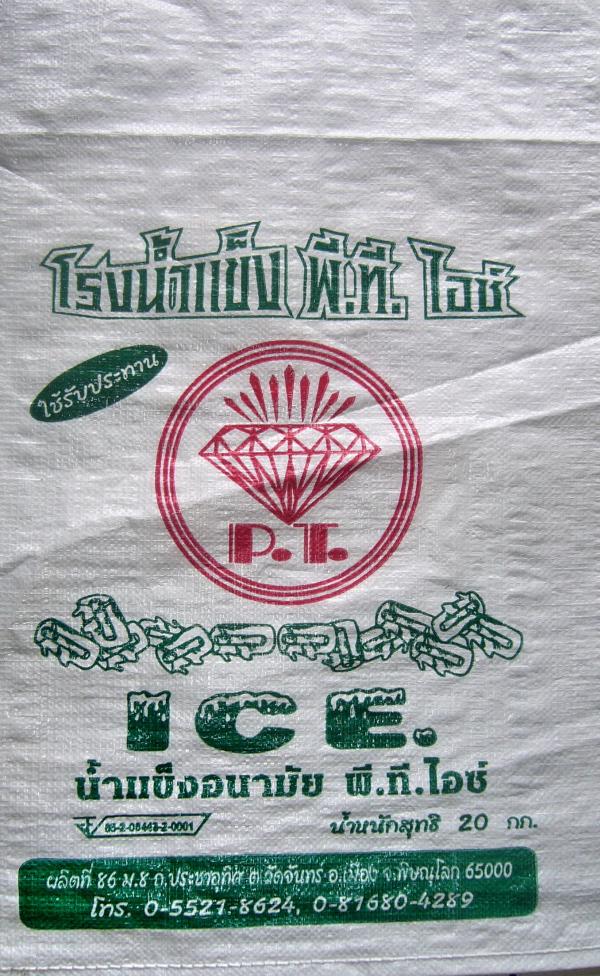 โรงน้ำแข็ง พี.ที. ไอซ์
ใช้รับประทาน
P.T.
ICE.
น้ำแข็งอนามัย พี.ที.ไอซ์
น้ำหนักสุทธิ 20 กก.
ผลิตที่ 86 ม.8 ถ.ประชาอุทิศ ต.วัดจันทร์ อ.เมือง จ.พิษณุโลก 65000
โทร. 0-5521-8624, 0-81680-4289